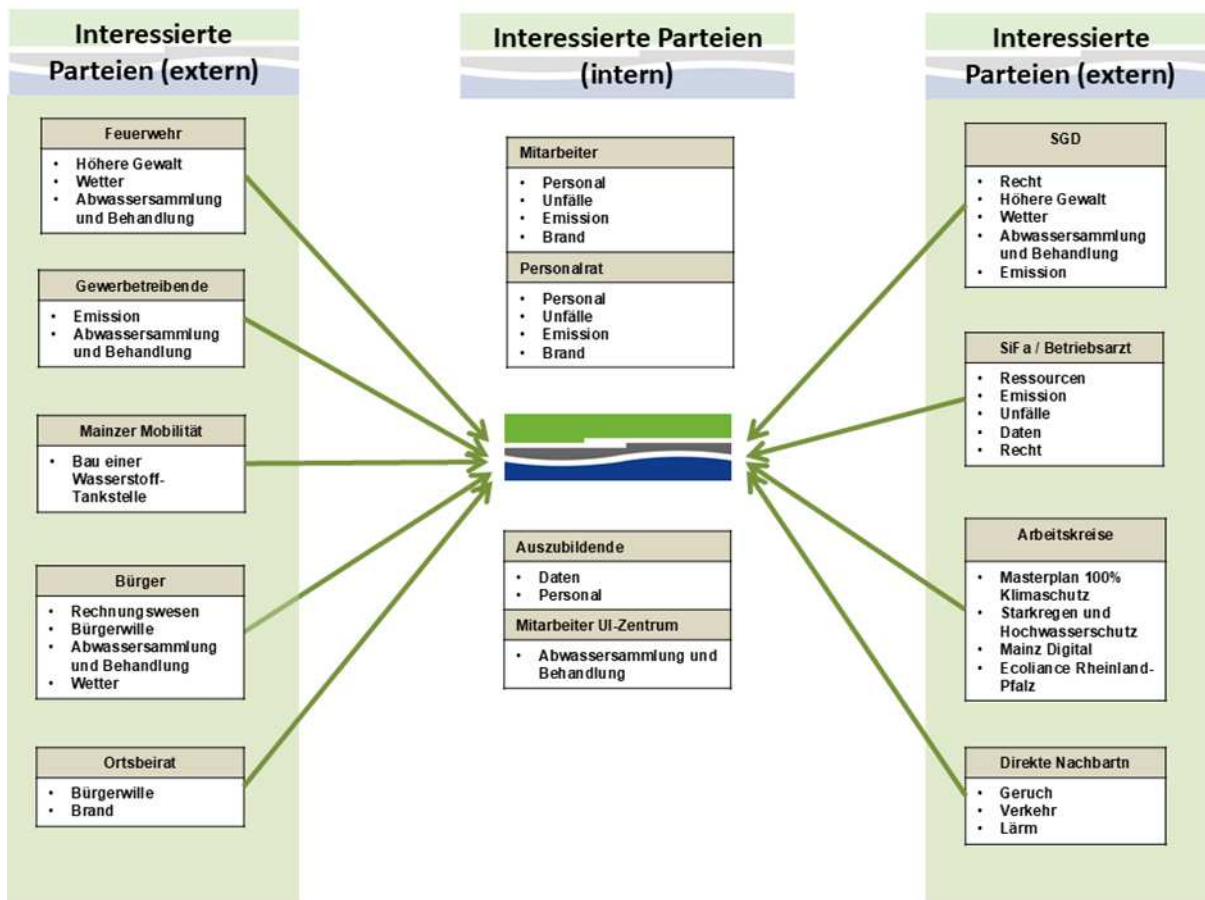 Interessierte
Parteien (extern)
Feuerwehr
• Höhere Gewalt
• Wetter
• Abwassersammlung
und Behandlung
Gewerbetreibende
• Emission
• Abwassersammlung
und Behandlung
Mainzer Mobilität
• Bau einer
Wasserstoff-
Tankstelle
Bürger
• Rechnungswesen
• Bürgerwille
• Abwassersammlung
und Behandlung
• Wetter
Ortsbeirat
• Bürgerwille
• Brand
Interessierte Parteien
(intern)
Mitarbeiter
• Personal
• Unfälle
• Emission
• Brand
Personalrat
• Personal
• Unfälle
• Emission
• Brand
Auszubildende
• Daten
• Personal
Mitarbeiter UI-Zentrum
• Abwassersammlung und
Behandlung
Interessierte
Parteien (extern)
SGD
• Recht
• Höhere Gewalt
• Wetter
• Abwassersammlung
und Behandlung
• Emission
SiFa / Betriebsarzt
• Ressourcen
• Emission
• Unfälle
• Daten
• Recht
Arbeitskreise
• Masterplan 100%
Klimaschutz
• Starkregen und
Hochwasserschutz
• Mainz Digital
• Ecoliance Rheinland-
Pfalz
Direkte Nachbartn
• Geruch
• Verkehr
• Lärm